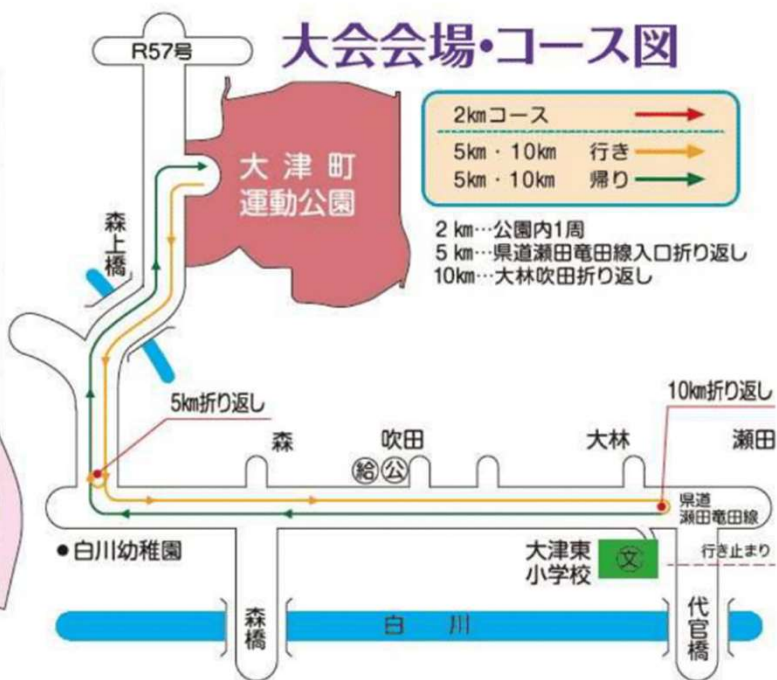 大会会場・コース図
R57号
大津町
運動公園
2kmコース
5km・10km 行き
5km・10km 帰り
2km…公園内1周
5km…県道瀬田竜田線入口折り返し
10km…大林吹田折り返し
森上橋
5km折り返し
10km折り返し
森
吹田
大林
瀬田
給
公
県道
瀬田竜田線
●白川幼稚園
大津東
小学校
文
行き止まり
森橋
白川
代官橋